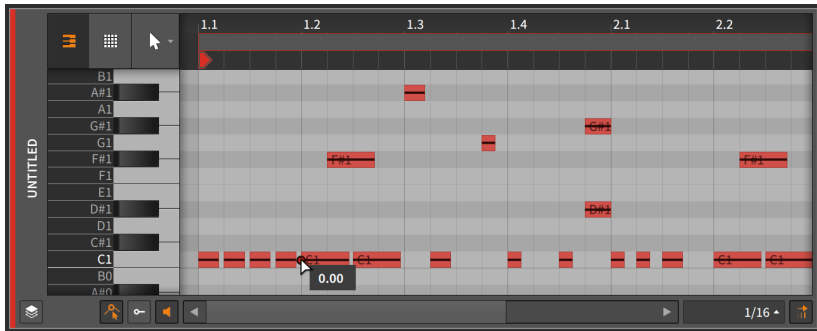 1.1 1.2 1.3 1.4 2.1 2.2
B1
A#1
A1
G#1 G#1
G1
F#1 F#1 F#1
F1
E1
D#1 D#1
D1
C#1
C1 C1 C1 C1 C1
B0 0.00
A#0
UNTITLED
1/16